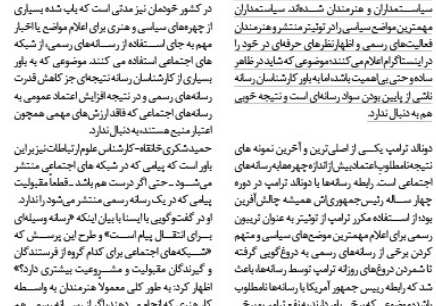 سیاستمداران و هنرمندان شده‌اند. سیاستمداران
مهمترین مواضع سیاسی را در توئیتر منتشر و هنرمندان
فعالیت‌های رسمی و اظهارنظرهای حرفه‌ای در خود را
در اینستاگرام اعلام می‌کنند؛ موضوعی که شاید در ظاهر
ساده و حتی بی‌اهمیت باشد، اما به باور کارشناسان رسانه
ناشی از پایین بودن سواد رسانه‌ای است و نتیجه خوبی
هم به دنبال ندارد.
دونالد ترامپ یکی از اصلی‌ترین و آخرین نمونه های
نتیجه نامطلوب اعتماد بیش از اندازه چهره‌ها به رسانه‌های
اجتماعی است. رابطه رسانه‌ها با دونالد ترامپ در دوره
چهار ساله رئیس‌جمهوری‌اش همیشه چالش‌آفرین
بود؛ از استفاده مکرر ترامپ از توئیتر به عنوان تریبون
رسمی برای اعلام مهمترین موضع‌های سیاسی و متهم
کردن برخی از رسانه‌های رسمی به دروغ‌گویی گرفته
تا شمردن دروغ‌های روزانه ترامپ توسط رسانه‌ها، باعث
شد که رابطه رییس جمهور آمریکا با رسانه‌ها نامطلوب
در کشور خودمان نیز مدتی است که باب شده بسیاری
از چهره‌های سیاسی و هنری برای اعلام مواضع یا اخبار
مهم به جای استفاده از رسانه‌های رسمی، از شبکه
های اجتماعی استفاده می کنند. موضوعی که به باور
بسیاری از کارشناسان رسانه نتیجه‌ای جز کاهش قدرت
رسانه‌های رسمی و در نتیجه افزایش اعتماد عمومی به
رسانه‌های اجتماعی که فاقد ارزش‌های مهمی همچون
اعتبار منبع هستند، به دنبال ندارد.
حمید شکری خانقاه - کارشناس علوم ارتباطات نیز بر این
باور است که پیامی که در شبکه های اجتماعی منتشر
می‌شود - حتی اگر درست هم باشد - قطعاً مقبولیت
پیامی که در یک رسانه رسمی منتشر می‌شود را ندارد.
او در گفت‌وگویی با ایسنا با بیان اینکه «رسانه وسیله‌ای
برای انتقال پیام است» و طرح این پرسش که
«شبکه‌های اجتماعی برای کدام گروه از فرستندگان
و گیرندگان مقبولیت و مشروعیت بیشتری دارد؟»
اظهار کرد: به طور کلی معمولاً هنرمندان به واسطه